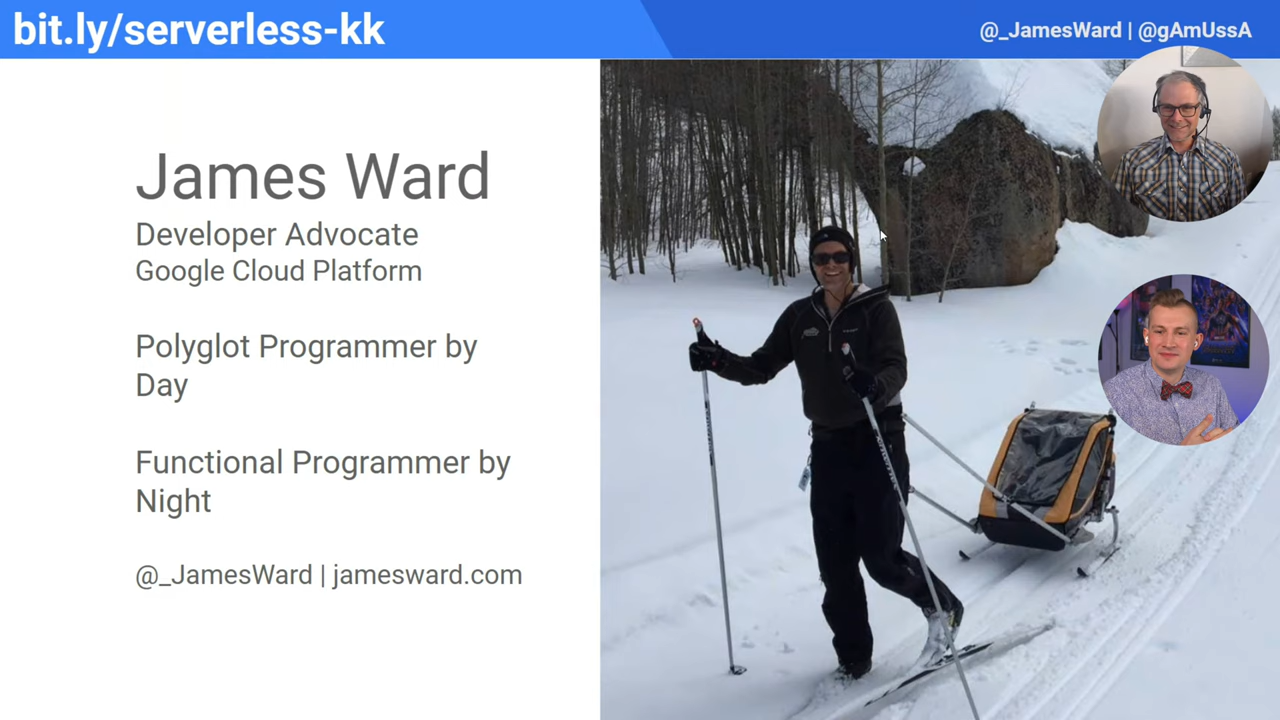 bit.ly/serverless-kk
@_JamesWard | @gAmUssA
James Ward
Developer Advocate
Google Cloud Platform
Polyglot Programmer by
Day
Functional Programmer by
Night
@_JamesWard | jamesward.com